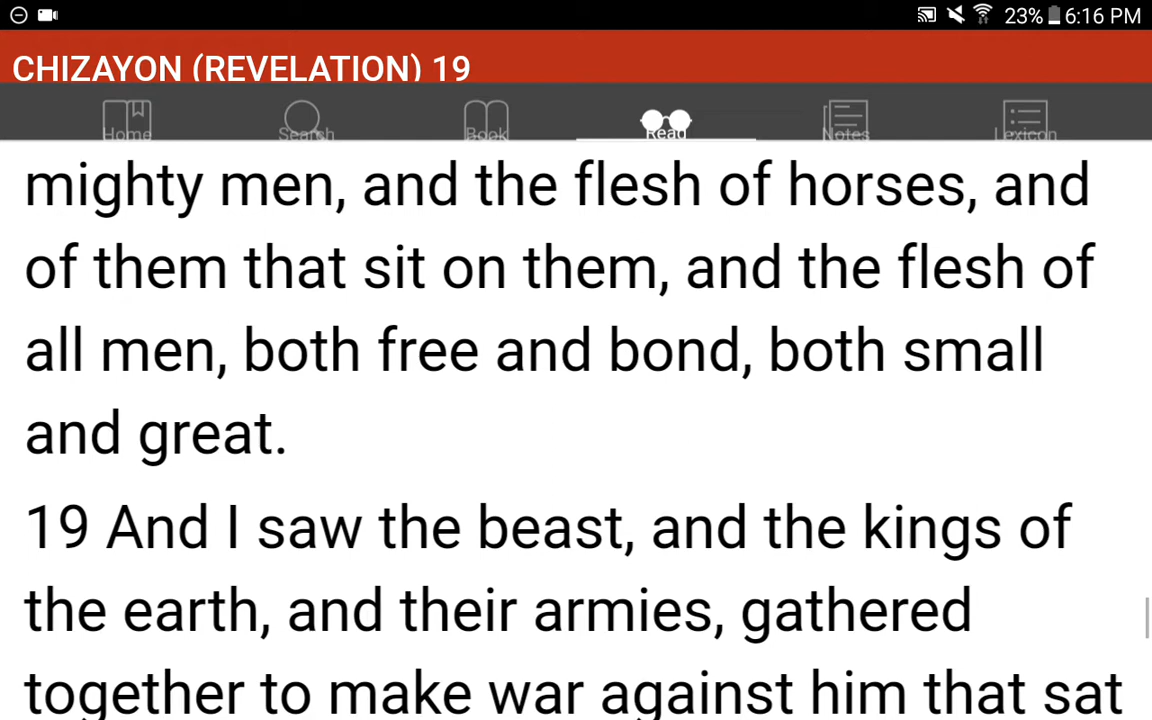 23% 6:16 PM
CHIZAYON (REVELATION) 19
Home Search Book Read Notes Lexicon
mighty men, and the flesh of horses, and
of them that sit on them, and the flesh of
all men, both free and bond, both small
and great.
19 And I saw the beast, and the kings of
the earth, and their armies, gathered
together to make war against him that sat